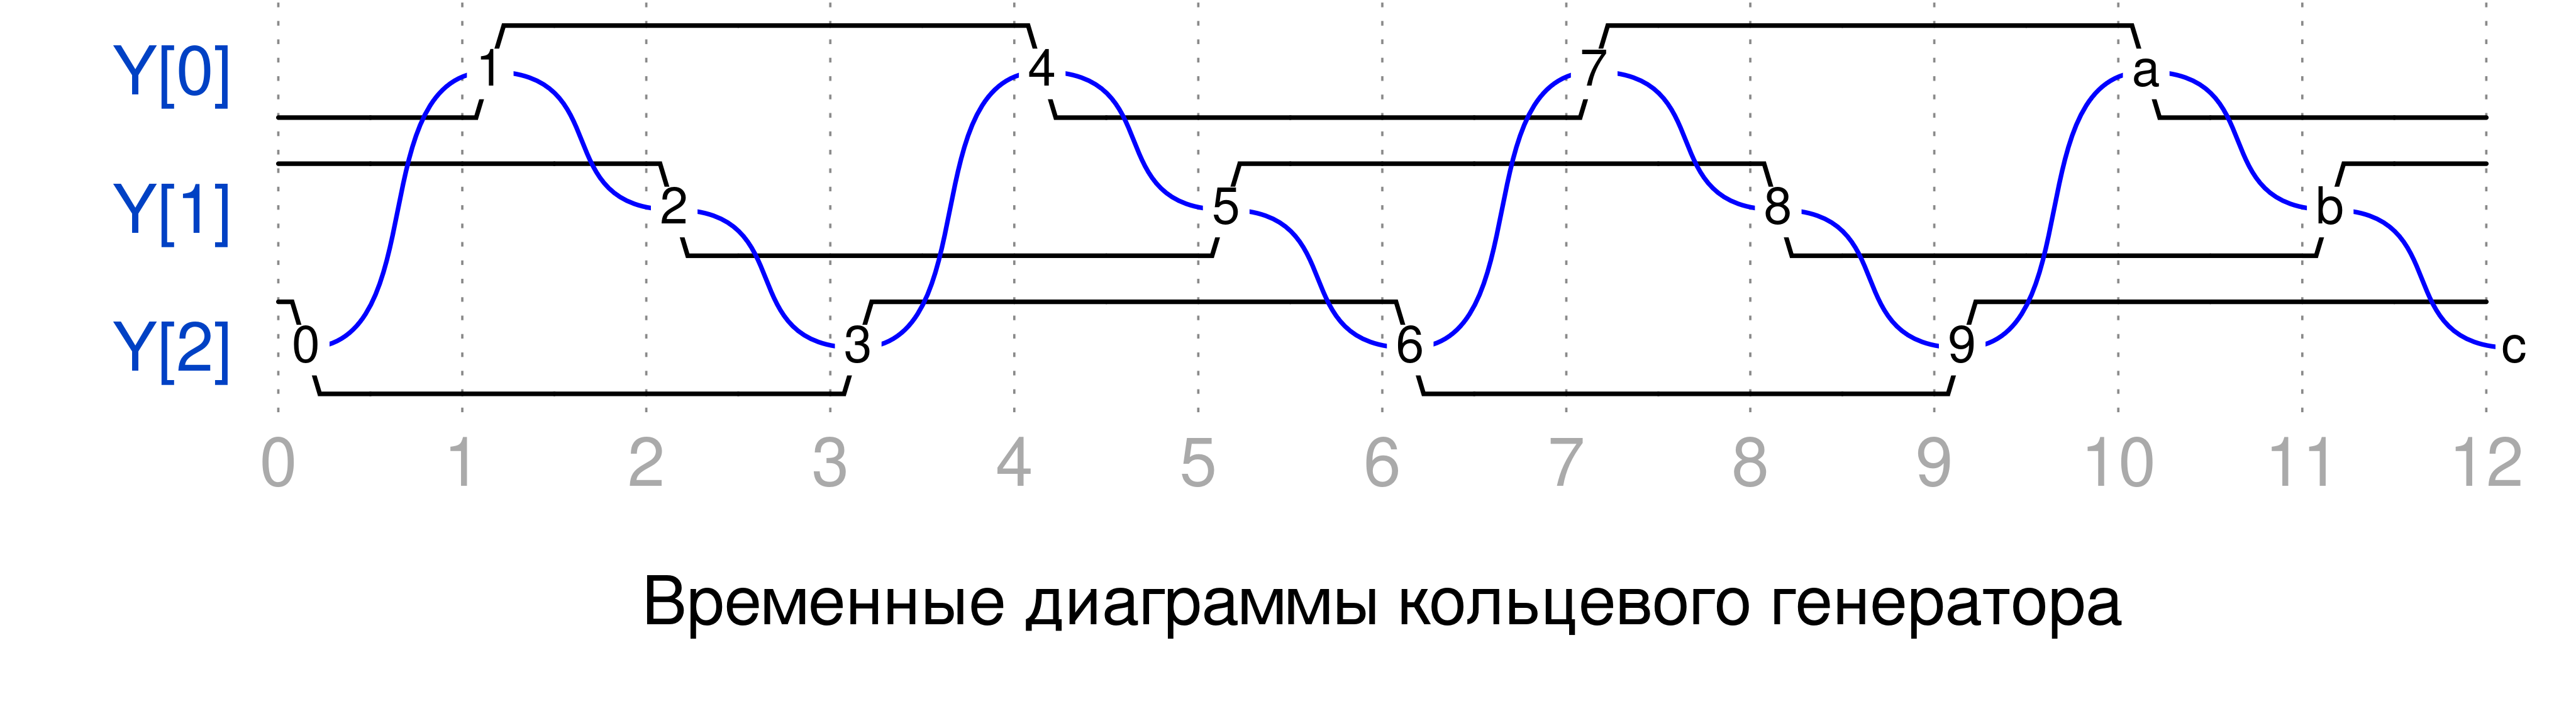 Y[0] 1 4 7 a
Y[1] 2 5 8 b
Y[2] 0 3 6 9 c
0 1 2 3 4 5 6 7 8 9 10 11 12
Временные диаграммы кольцевого генератора